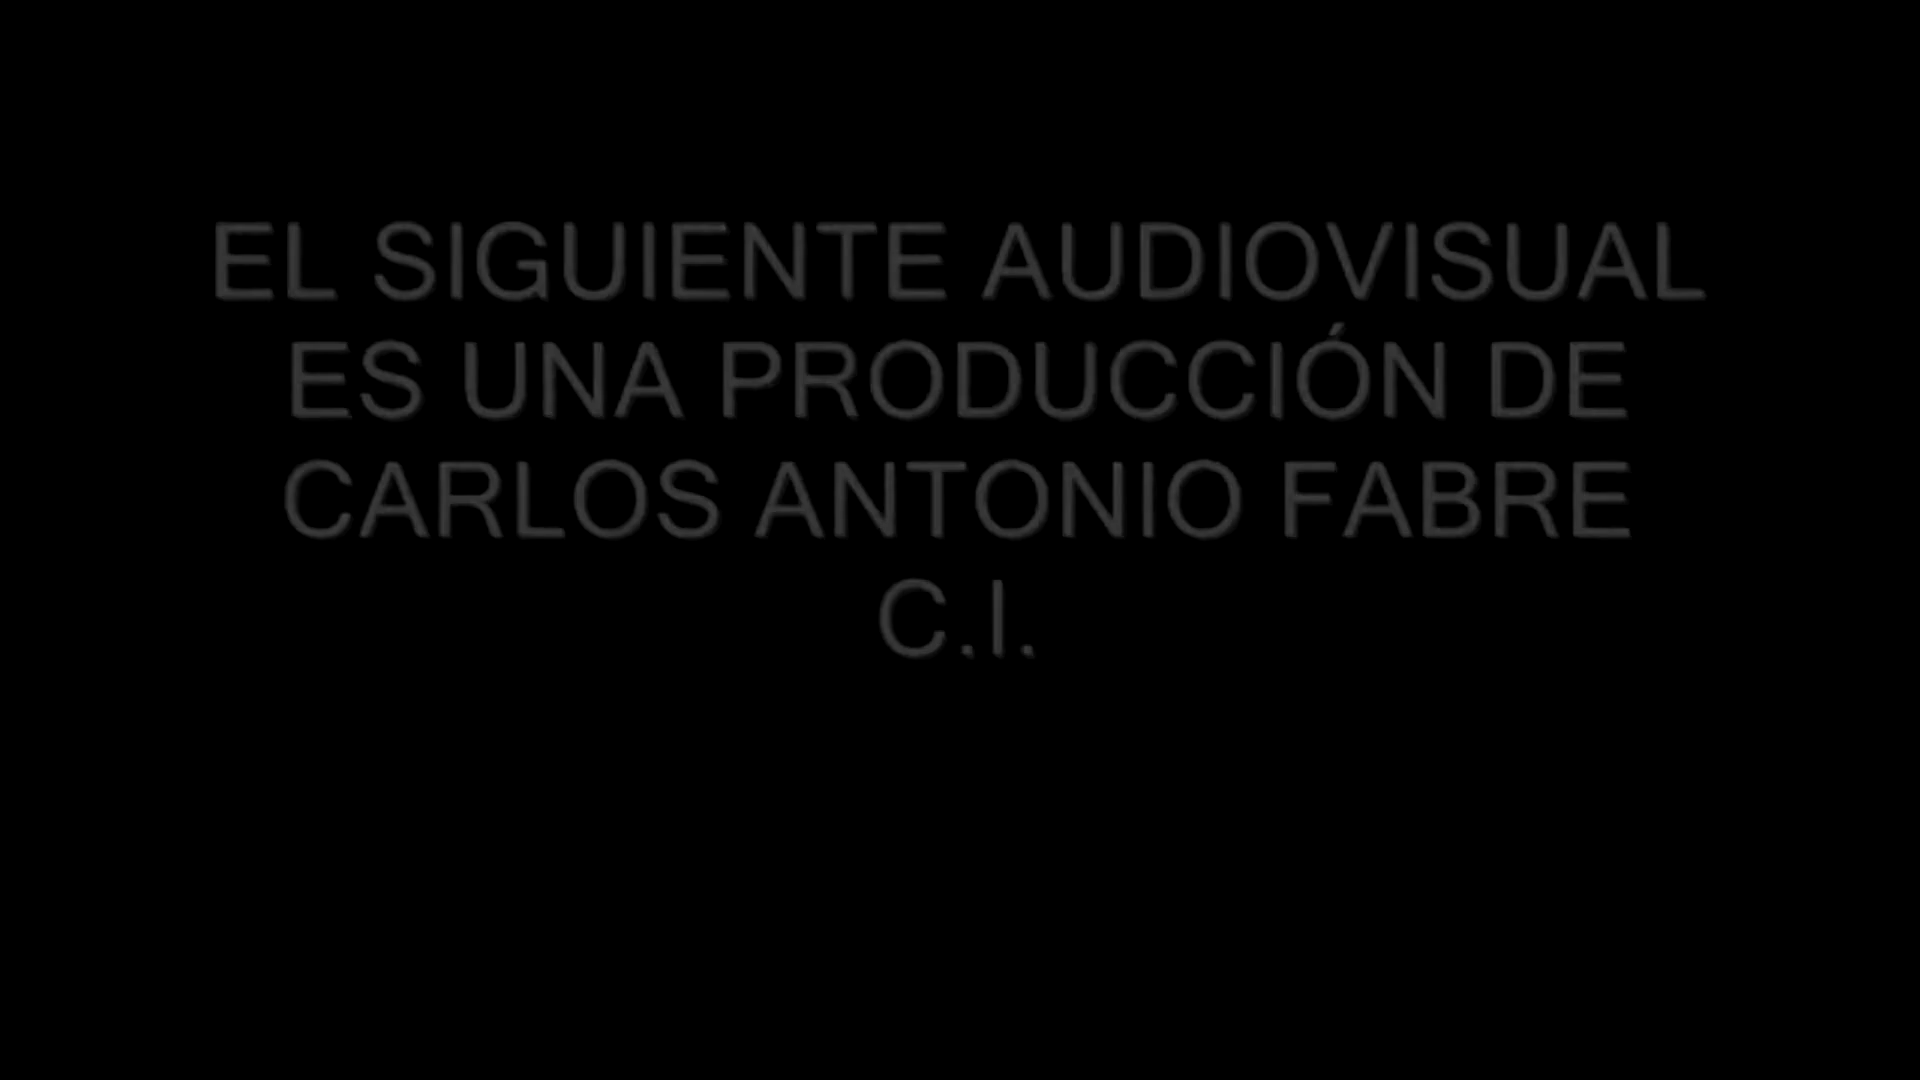 EL SIGUIENTE AUDIOVISUAL
ES UNA PRODUCCIÓN DE
CARLOS ANTONIO FABRE
C.I.